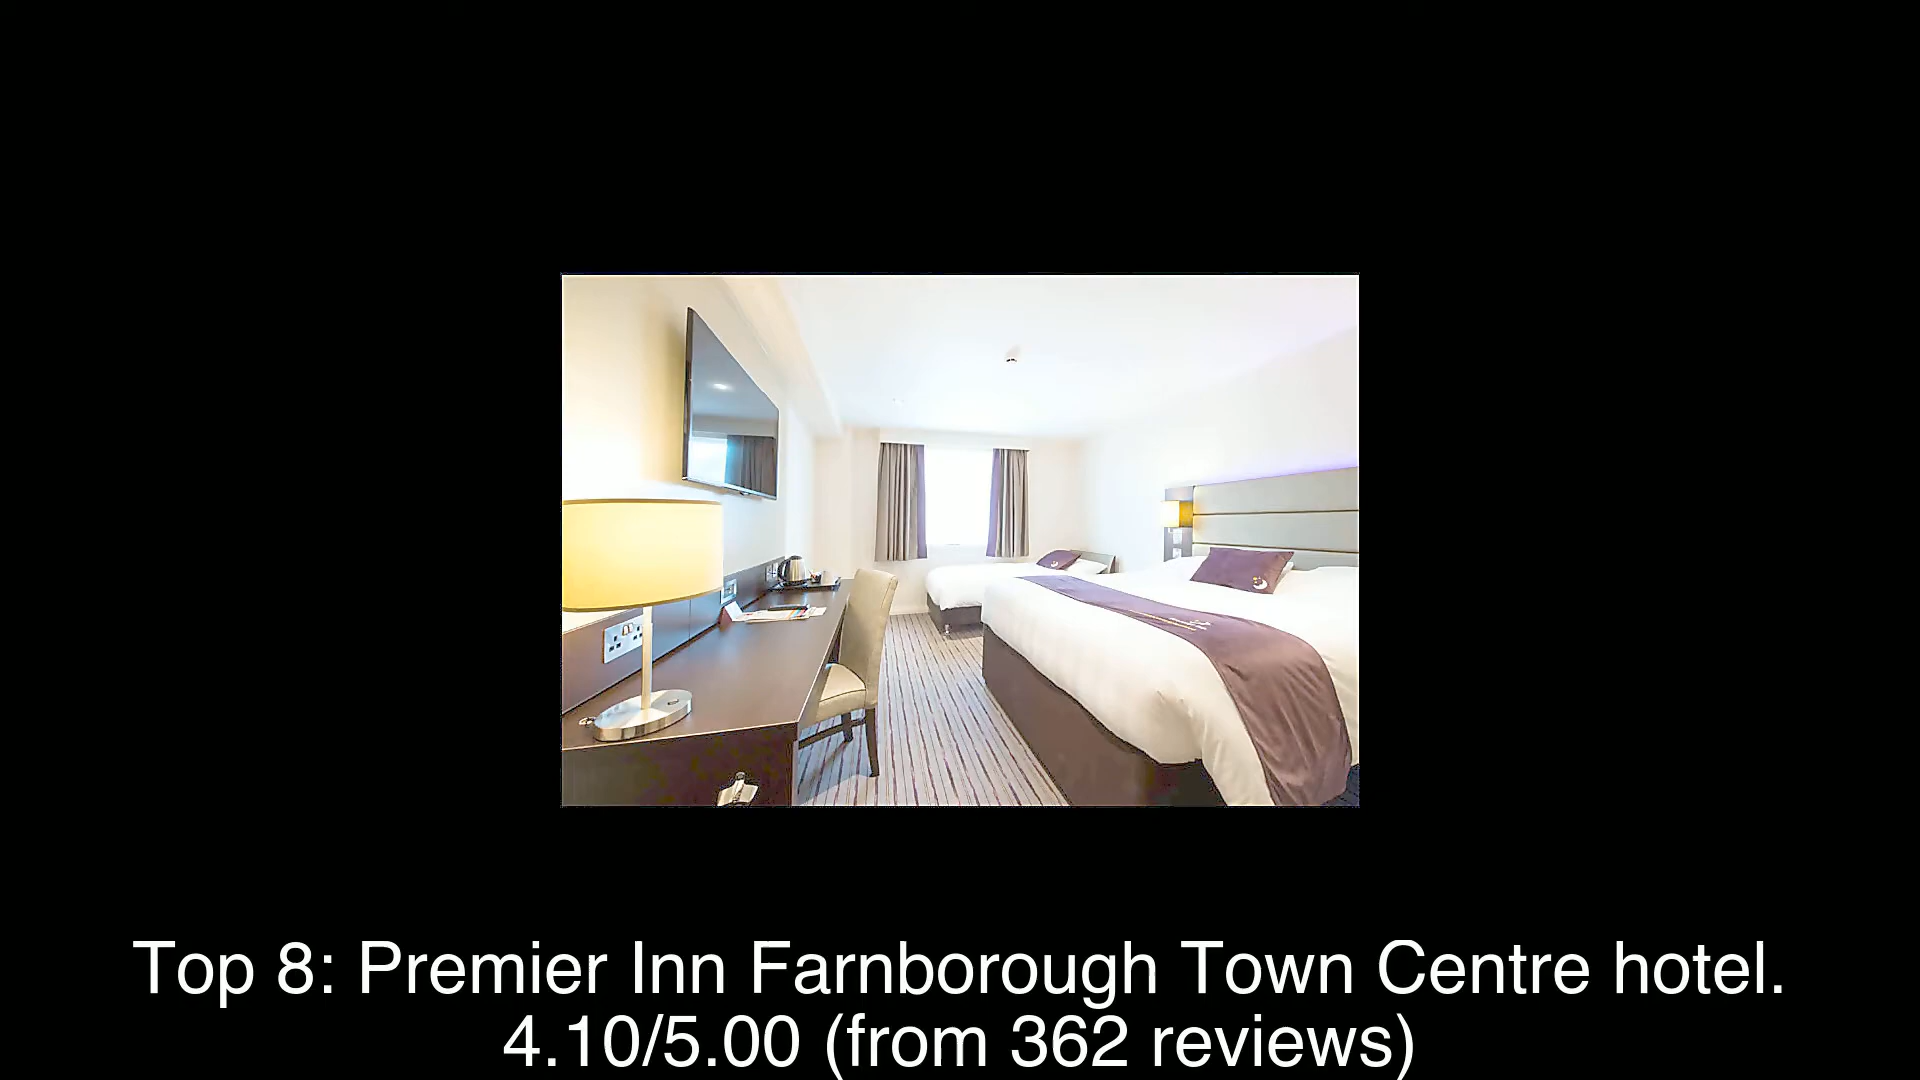 Top 8: Premier Inn Farnborough Town Centre hotel.
4.10/5.00 (from 362 reviews)